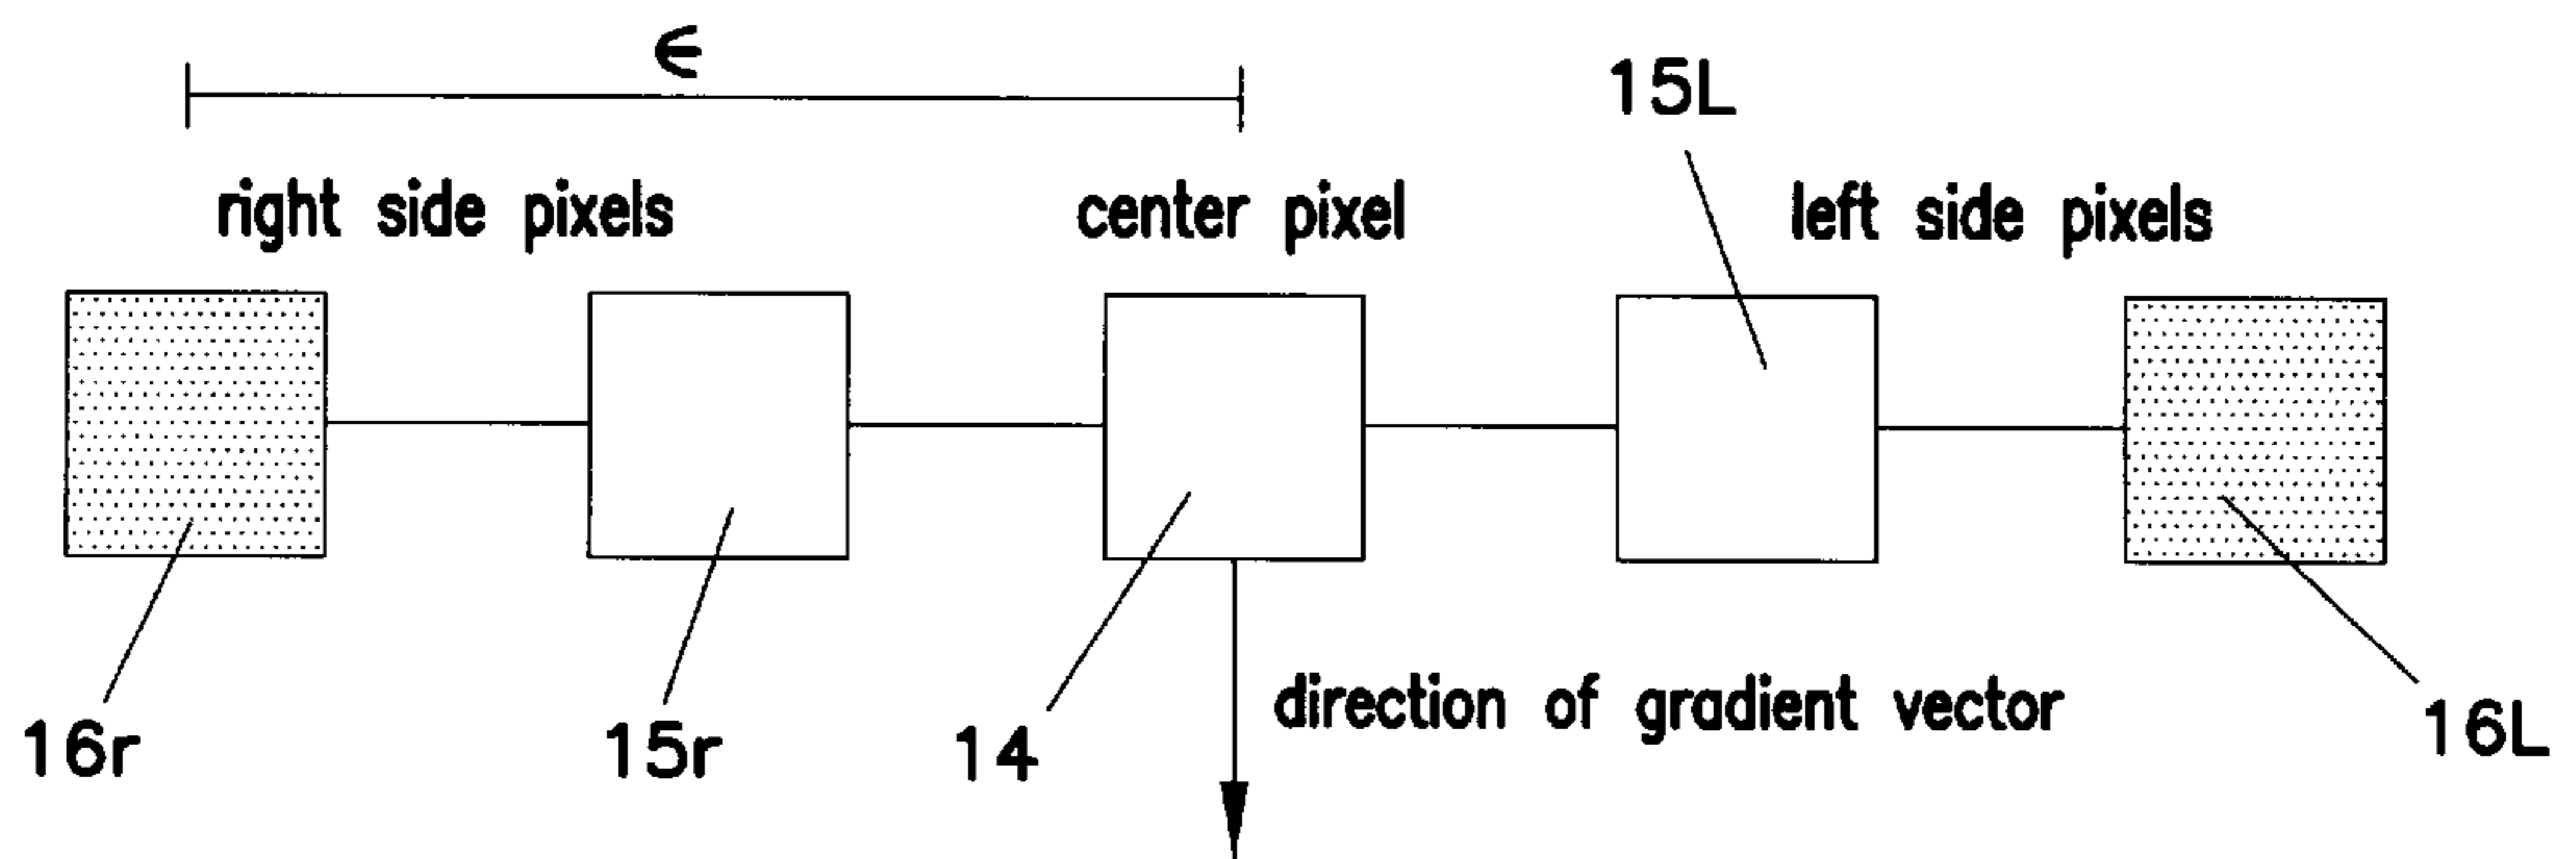 ∈
15L
right side pixels
center pixel
left side pixels
direction of gradient vector
16r
15r
14
16L